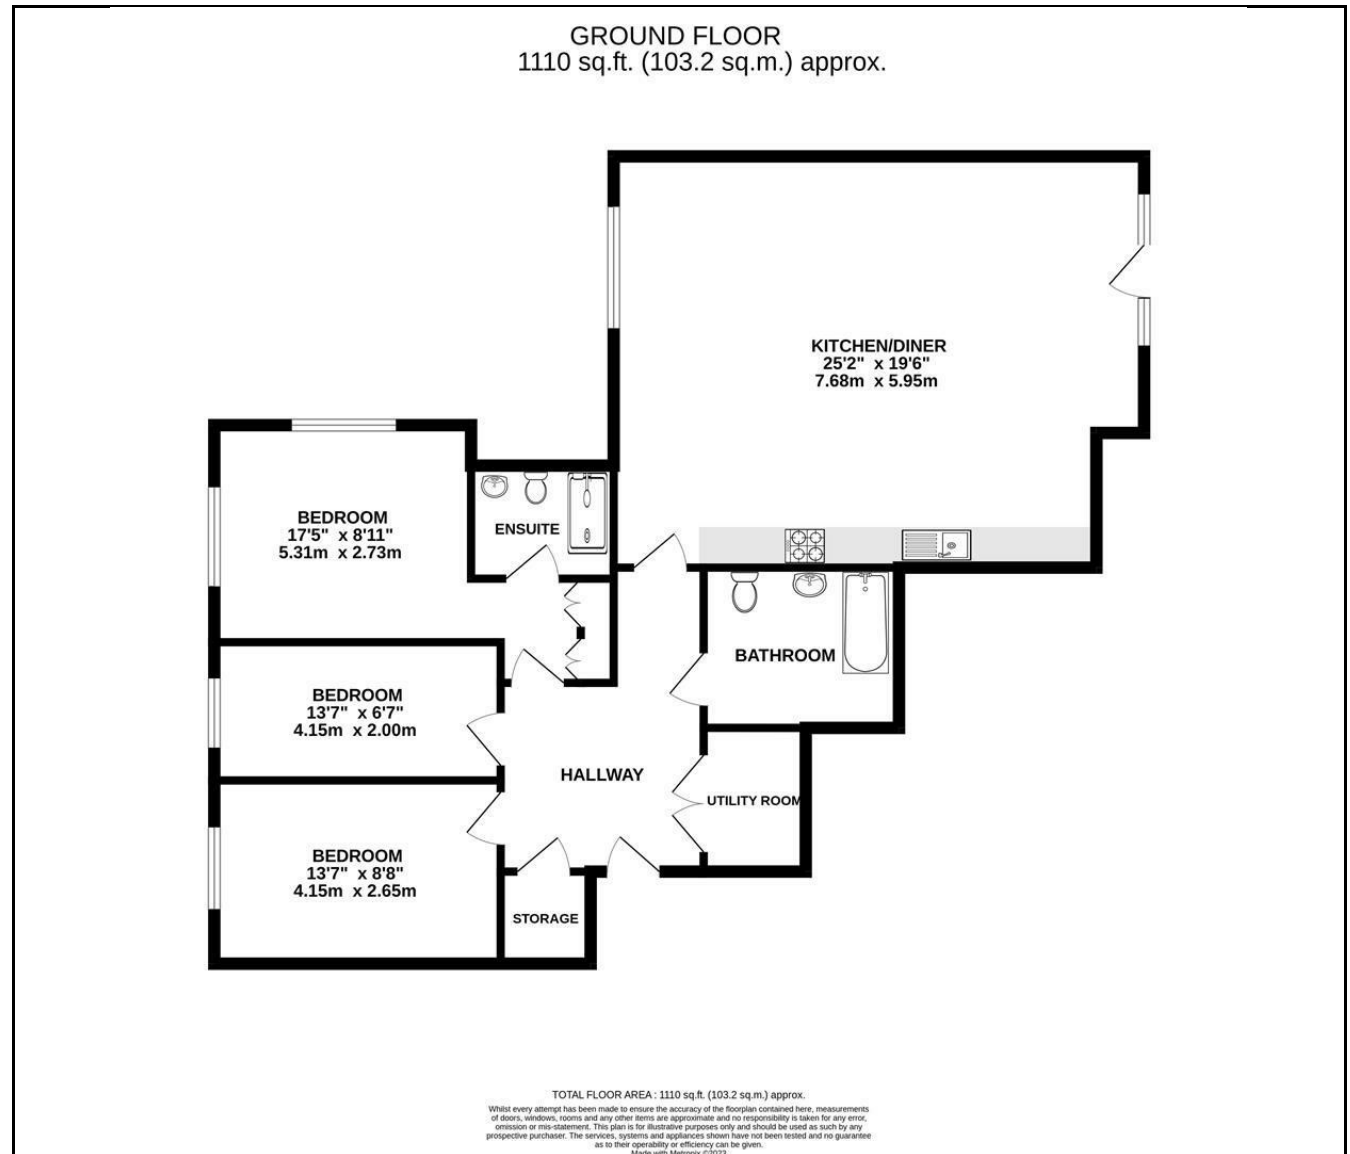 GROUND FLOOR
1110 sq.ft. (103.2 sq.m.) approx.
KITCHEN/DINER
25'2" x 19'6"
7.68m x 5.95m
BEDROOM
17'5" x 8'11"
5.31m x 2.73m
ENSUITE
BATHROOM
BEDROOM
13'7" x 6'7"
4.15m x 2.00m
HALLWAY
UTILITY ROOM
BEDROOM
13'7" x 8'8"
4.15m x 2.65m
STORAGE
TOTAL FLOOR AREA : 1110 sq.ft. (103.2 sq.m.) approx.
Whilst every attempt has been made to ensure the accuracy of the floorplan contained here, measurements
of doors, windows, rooms and any other items are approximate and no responsibility is taken for any error,
omission or mis-statement. This plan is for illustrative purposes only and should be used as such by any
prospective purchaser. The services, systems and appliances shown have not been tested and no guarantee
as to their operability or efficiency can be given.
Made with Metropix ©2023